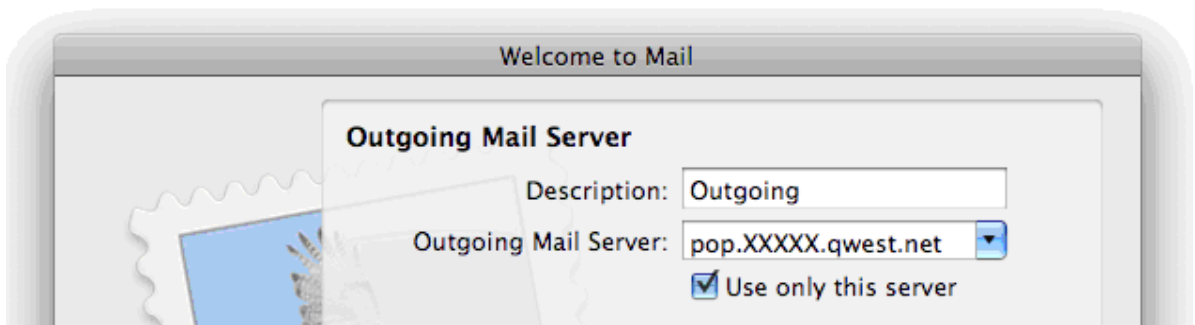 Welcome to Mail
Outgoing Mail Server
Description: Outgoing
Outgoing Mail Server: pop.XXXXX.qwest.net
Use only this server